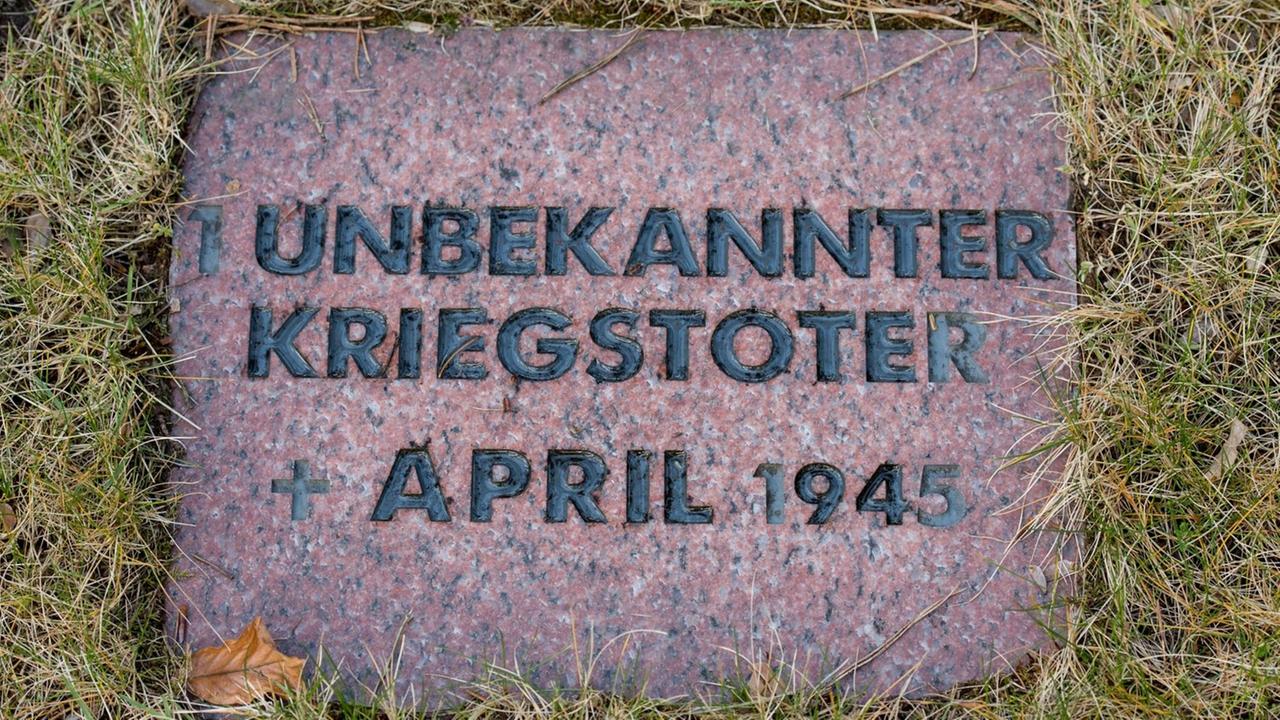 1 UNBEKANNTER
KRIEGSTOTER
+ APRIL 1945